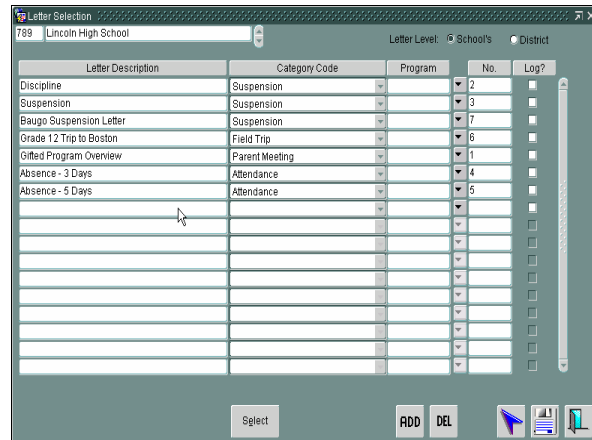 Letter Selection
789 Lincoln High School
Letter Level: School's District
Letter Description Category Code Program No. Log?
Discipline Suspension 2
Suspension Suspension 3
Baugo Suspension Letter Suspension 7
Grade 12 Trip to Boston Field Trip 6
Gifted Program Overview Parent Meeting 1
Absence - 3 Days Attendance 4
Absence - 5 Days Attendance 5
Select ADD DEL